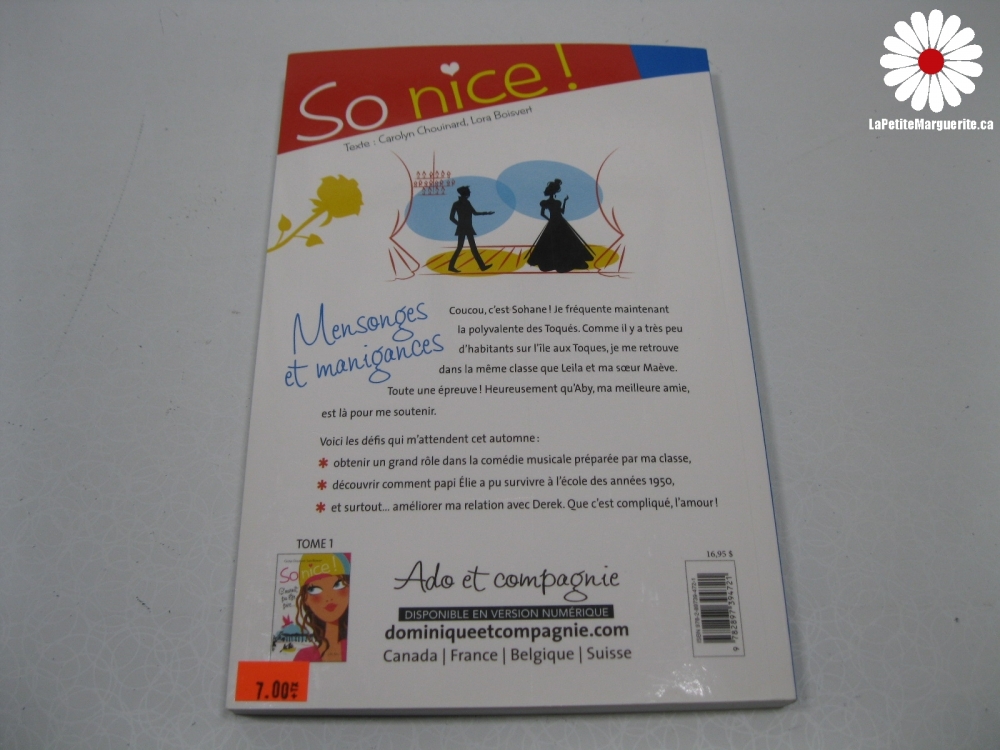 LaPetiteMarguerite.ca
So nice !
Texte : Carolyn Chouinard, Lora Boisvert
Mensonges
et manigances
Coucou, c'est Sohane ! Je fréquente maintenant
la polyvalente des Toqués. Comme il y a très peu
d'habitants sur l'île aux Toques, je me retrouve
dans la même classe que Leila et ma sœur Maève.
Toute une épreuve ! Heureusement qu'Aby, ma meilleure amie,
est là pour me soutenir.
Voici les défis qui m'attendent cet automne :
* obtenir un grand rôle dans la comédie musicale préparée par ma classe,
* découvrir comment papi Élie a pu survivre à l'école des années 1950,
* et surtout... améliorer ma relation avec Derek. Que c'est compliqué, l'amour !
TOME 1
So nice !
Ado et compagnie
DISPONIBLE EN VERSION NUMÉRIQUE
dominiqueetcompagnie.com
Canada | France | Belgique | Suisse
16,95 $
9 782897 394721
7.00